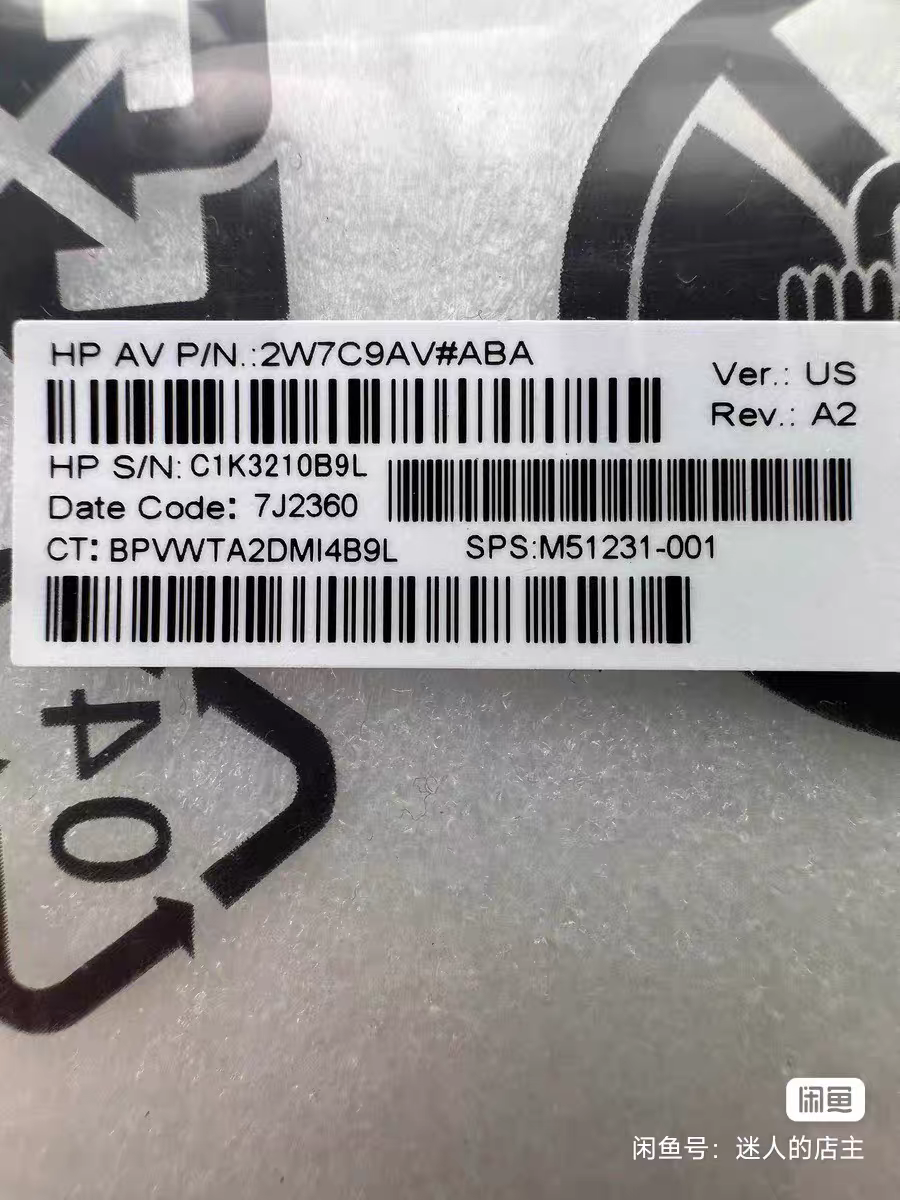 HP AV P/N.:2W7C9AV#ABA
Ver.: US
Rev.: A2
HP S/N: C1K3210B9L
Date Code: 7J2360
CT: BPVWTA2DMI4B9L
SPS:M51231-001
40
闲鱼
闲鱼号：迷人的店主